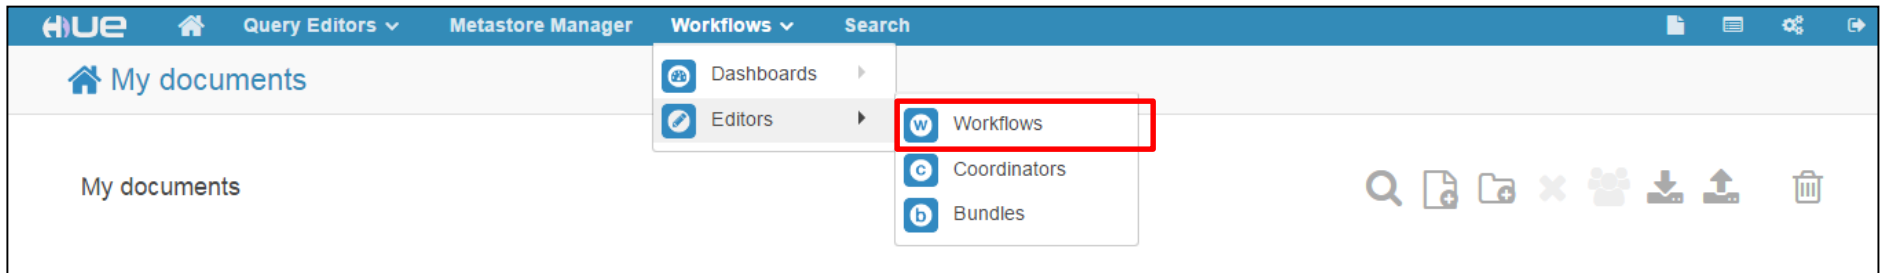 HUE Query Editors Metastore Manager Workflows Search
My documents
Dashboards
Editors
w Workflows
c Coordinators
b Bundles
My documents